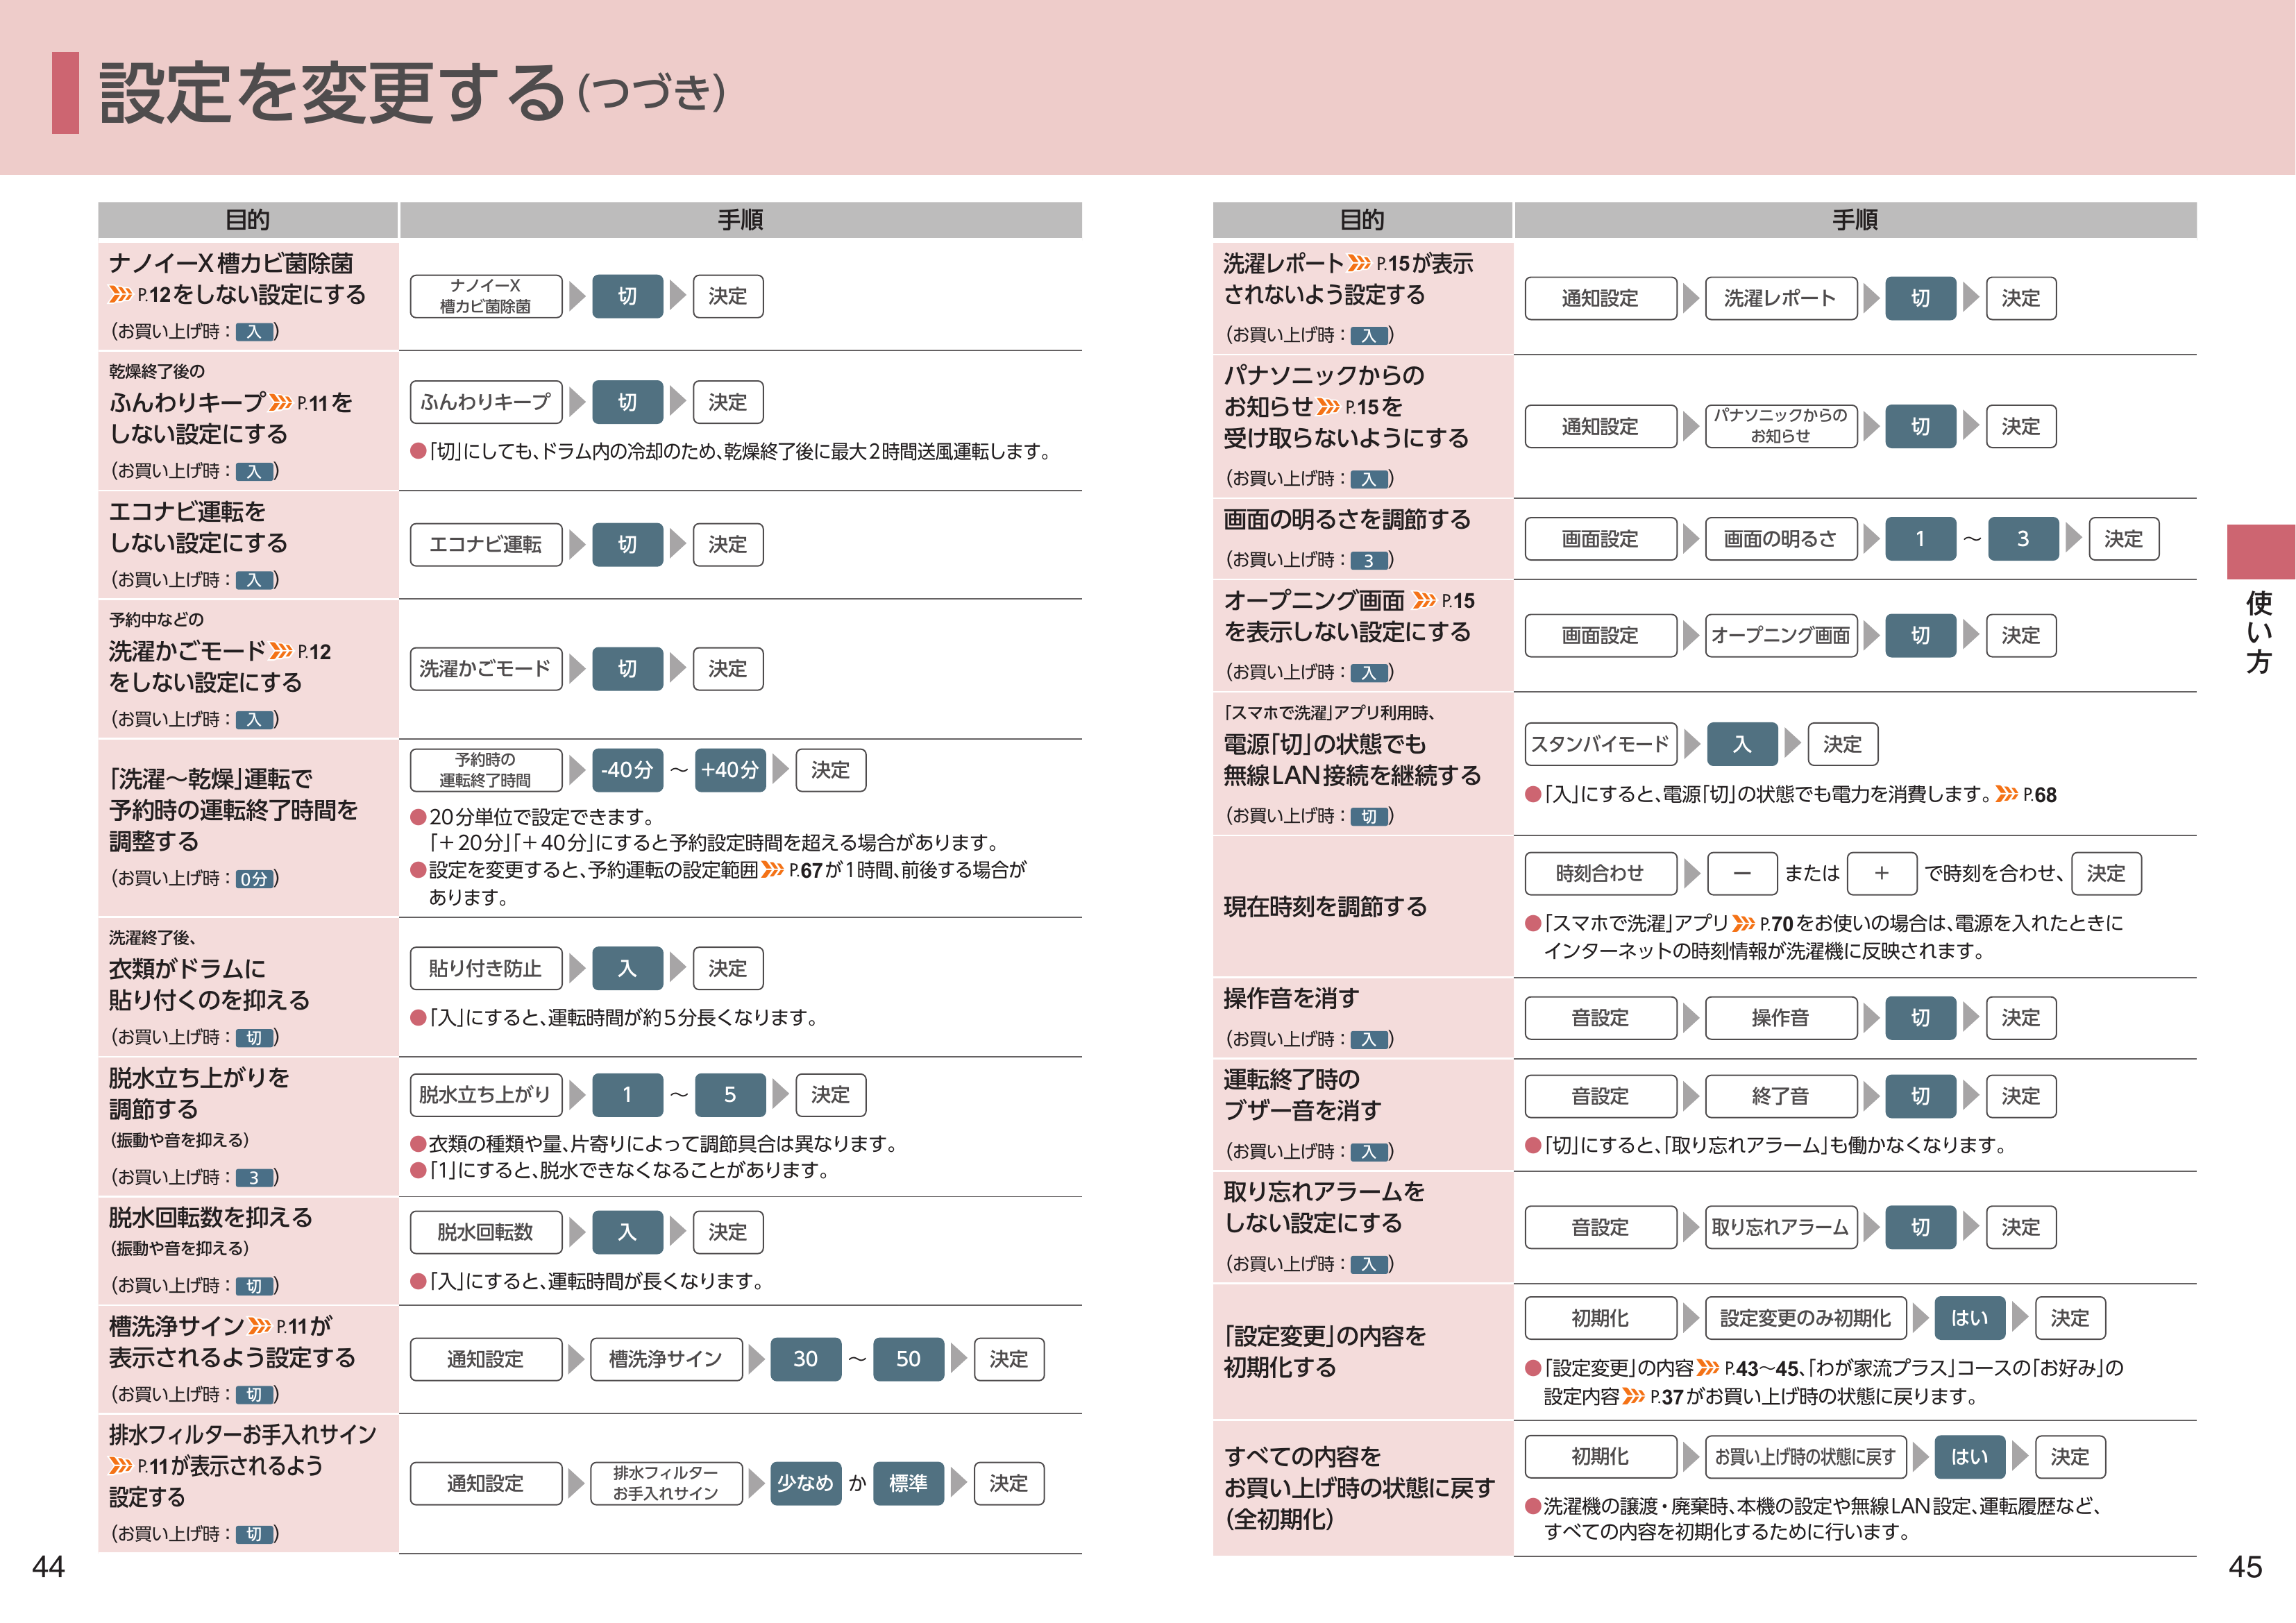 設定を変更する(つづき)
目的 手順
ナノイーX槽カビ菌除菌
P.12をしない設定にする
(お買い上げ時：入)
ナノイーX
槽カビ菌除菌
切 決定
乾燥終了後の
ふんわりキープ P.11を
しない設定にする
(お買い上げ時：入)
ふんわりキープ 切 決定
●「切」にしても、ドラム内の冷却のため、乾燥終了後に最大2時間送風運転します。
エコナビ運転を
しない設定にする
(お買い上げ時：入)
エコナビ運転 切 決定
予約中などの
洗濯かごモード P.12
をしない設定にする
(お買い上げ時：入)
洗濯かごモード 切 決定
「洗濯～乾燥」運転で
予約時の運転終了時間を
調整する
(お買い上げ時：0分)
予約時の
運転終了時間
-40分 ～ +40分 決定
●20分単位で設定できます。
「＋20分」「＋40分」にすると予約設定時間を超える場合があります。
●設定を変更すると、予約運転の設定範囲 P.67が1時間、前後する場合が
あります。
洗濯終了後、
衣類がドラムに
貼り付くのを抑える
(お買い上げ時：切)
貼り付き防止 入 決定
●「入」にすると、運転時間が約5分長くなります。
脱水立ち上がりを
調節する
(振動や音を抑える)
(お買い上げ時：3)
脱水立ち上がり 1 ～ 5 決定
●衣類の種類や量、片寄りによって調節具合は異なります。
●「1」にすると、脱水できなくなることがあります。
脱水回転数を抑える
(振動や音を抑える)
(お買い上げ時：切)
脱水回転数 入 決定
●「入」にすると、運転時間が長くなります。
槽洗浄サイン P.11が
表示されるよう設定する
(お買い上げ時：切)
通知設定 槽洗浄サイン 30 ～ 50 決定
排水フィルターお手入れサイン
P.11が表示されるよう
設定する
(お買い上げ時：切)
通知設定
排水フィルター
お手入れサイン
少なめ か 標準 決定
44
目的 手順
洗濯レポート P.15が表示
されないよう設定する
(お買い上げ時：入)
通知設定 洗濯レポート 切 決定
パナソニックからの
お知らせ P.15を
受け取らないようにする
(お買い上げ時：入)
通知設定
パナソニックからの
お知らせ
切 決定
画面の明るさを調節する
(お買い上げ時：3)
画面設定 画面の明るさ 1 ～ 3 決定
オープニング画面 P.15
を表示しない設定にする
(お買い上げ時：入)
画面設定 オープニング画面 切 決定
「スマホで洗濯」アプリ利用時、
電源「切」の状態でも
無線LAN接続を継続する
(お買い上げ時：切)
スタンバイモード 入 決定
●「入」にすると、電源「切」の状態でも電力を消費します。 P.68
現在時刻を調節する
時刻合わせ － または ＋ で時刻を合わせ、 決定
●「スマホで洗濯」アプリ P.70をお使いの場合は、電源を入れたときに
インターネットの時刻情報が洗濯機に反映されます。
操作音を消す
(お買い上げ時：入)
音設定 操作音 切 決定
運転終了時の
ブザー音を消す
(お買い上げ時：入)
音設定 終了音 切 決定
●「切」にすると、「取り忘れアラーム」も働かなくなります。
取り忘れアラームを
しない設定にする
(お買い上げ時：入)
音設定 取り忘れアラーム 切 決定
「設定変更」の内容を
初期化する
初期化 設定変更のみ初期化 はい 決定
●「設定変更」の内容 P.43～45、「わが家流プラス」コースの「お好み」の
設定内容 P.37がお買い上げ時の状態に戻ります。
すべての内容を
お買い上げ時の状態に戻す
(全初期化)
初期化 お買い上げ時の状態に戻す はい 決定
●洗濯機の譲渡・廃棄時、本機の設定や無線LAN設定、運転履歴など、
すべての内容を初期化するために行います。
使い方
45